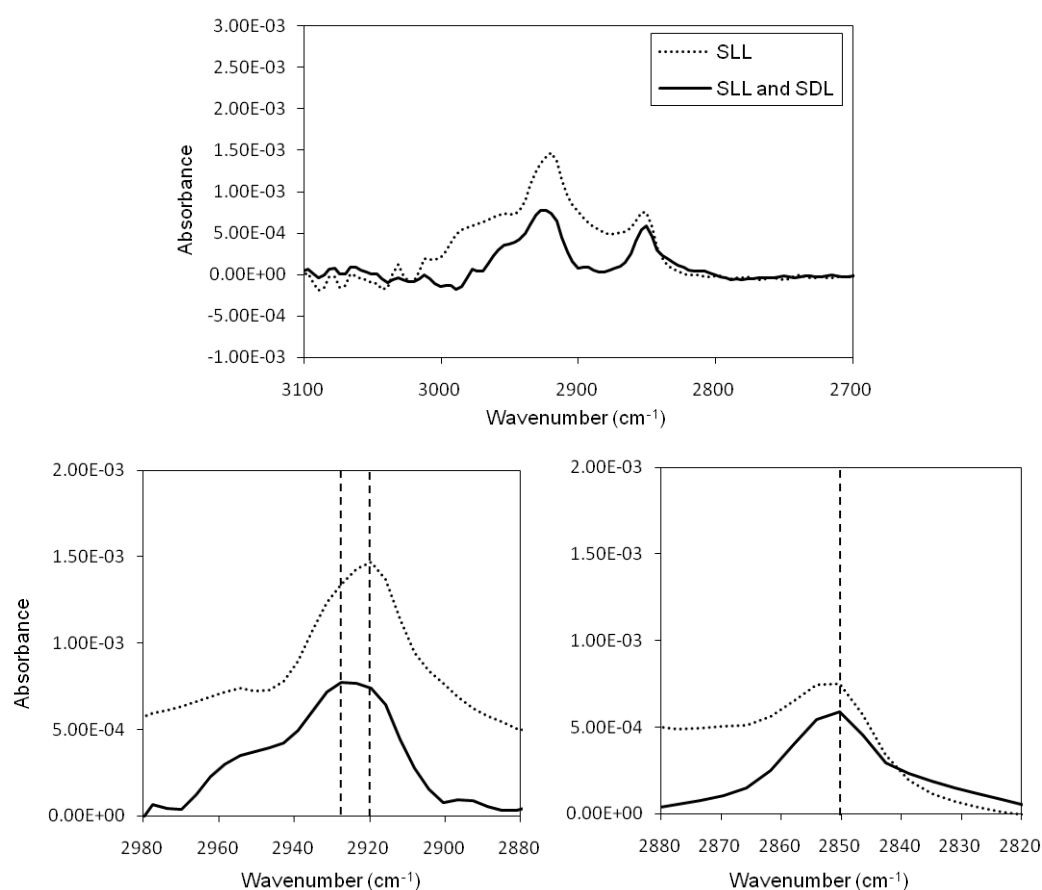 3.00E-03
2.50E-03
2.00E-03
1.50E-03
1.00E-03
5.00E-04
0.00E+00
-5.00E-04
-1.00E-03
Absorbance
SLL
SLL and SDL
3100 3000 2900 2800 2700
Wavenumber (cm⁻¹)
2.00E-03
1.50E-03
1.00E-03
5.00E-04
0.00E+00
Absorbance
2980 2960 2940 2920 2900 2880
Wavenumber (cm⁻¹)
2.00E-03
1.50E-03
1.00E-03
5.00E-04
0.00E+00
2880 2870 2860 2850 2840 2830 2820
Wavenumber (cm⁻¹)